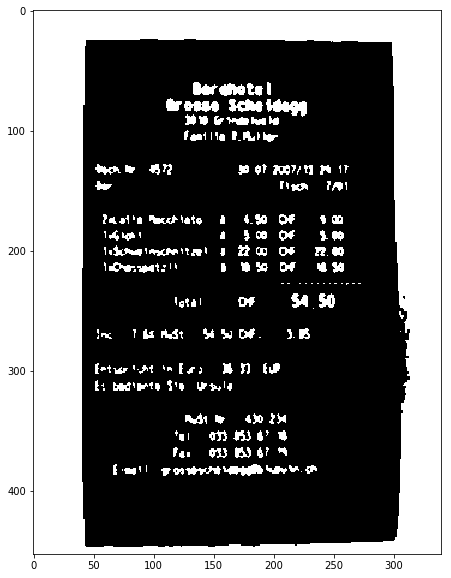 0
Berghotel
Grosse Scheidegg
3818 Grindelwald
Familie R.Müller
100
Rech.Nr. 4572 30.07.2007/13:29:17
Bar Tisch 7/01
2xLatte Macchiato à 4.50 CHF 9.00
1xGloki à 5.00 CHF 5.00
200
1xSchweinschnitzel à 22.00 CHF 22.00
1xChässpätzli à 18.50 CHF 18.50
Total: CHF 54.50
Incl. 7.6% MwSt 54.50 CHF: 3.85
300
Entspricht in Euro 36.33 EUR
Es bediente Sie: Ursula
MwSt Nr. : 430 234
Tel.: 033 853 67 16
Fax.: 033 853 67 19
E-mail:
400
0 50 100 150 200 250 300